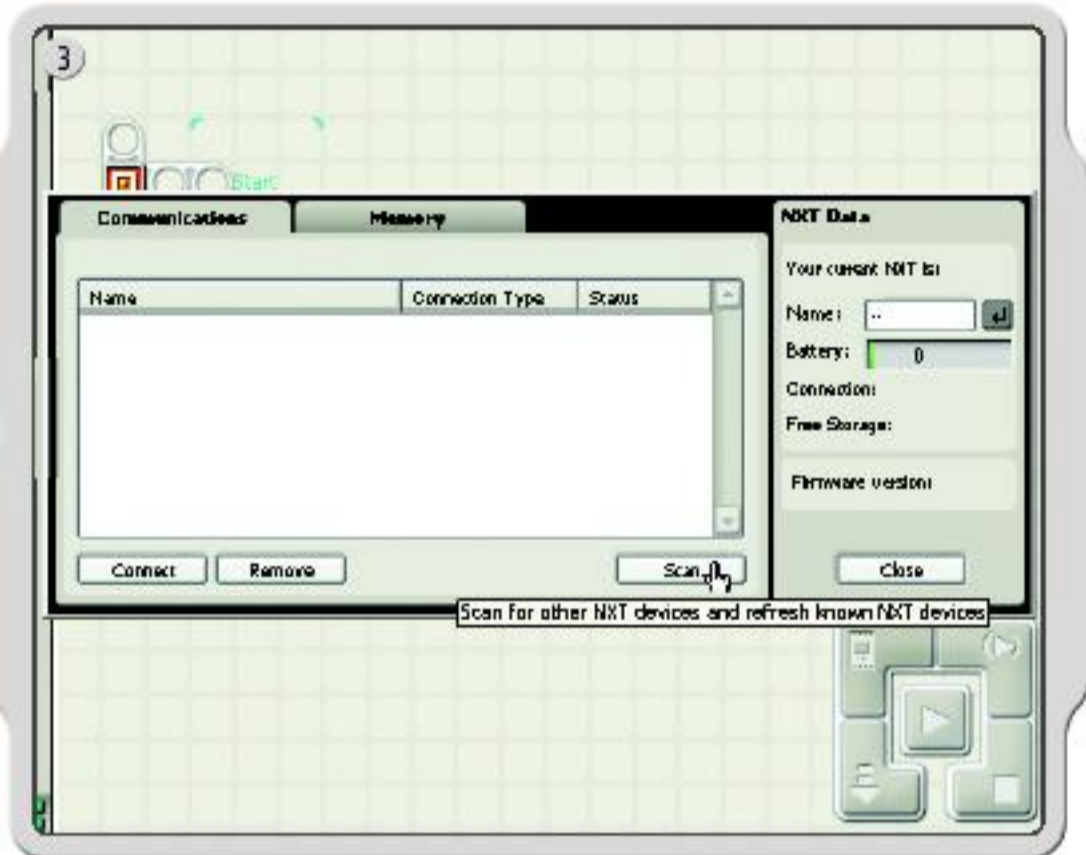 3
Start
Communications
Memory
Name
Connection Type
Status
Connect
Remove
Scan
Scan for other NXT devices and refresh known NXT devices
NXT Data
Your current NXT is:
Name: --
Battery: 0
Connection:
Free Storage:
Firmware version:
Close